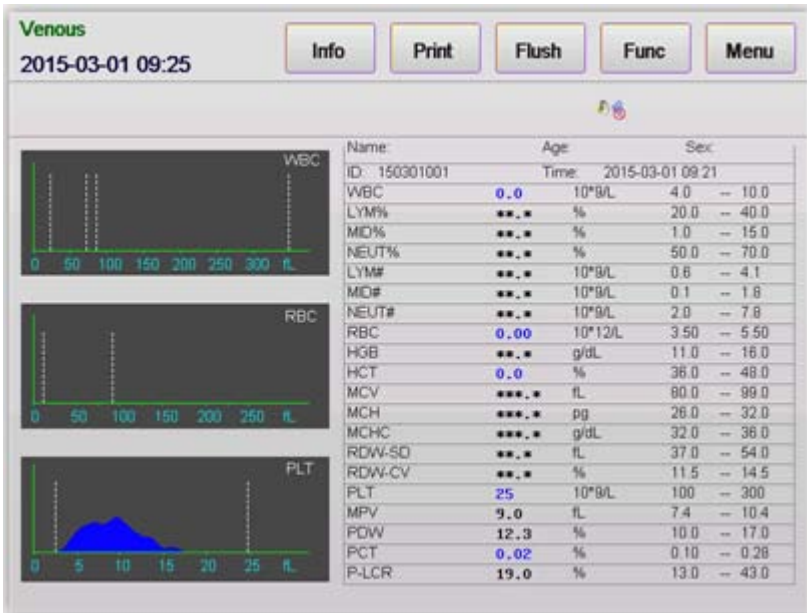 Venous
2015-03-01 09:25
Info Print Flush Func Menu
WBC
0 50 100 150 200 250 300 fL
RBC
0 50 100 150 200 250 fL
PLT
0 5 10 15 20 25 fL
Name: Age: Sex:
ID: 150301001 Time: 2015-03-01 09:21
WBC 0.0 10*9/L 4.0 -- 10.0
LYM% **.* % 20.0 -- 40.0
MID% **.* % 1.0 -- 15.0
NEUT% **.* % 50.0 -- 70.0
LYM# **.* 10*9/L 0.6 -- 4.1
MID# **.* 10*9/L 0.1 -- 1.8
NEUT# **.* 10*9/L 2.0 -- 7.8
RBC 0.00 10*12/L 3.50 -- 5.50
HGB **.* g/dL 11.0 -- 16.0
HCT 0.0 % 36.0 -- 48.0
MCV ***.* fL 80.0 -- 99.0
MCH ***.* pg 26.0 -- 32.0
MCHC ***.* g/dL 32.0 -- 36.0
RDW-SD **.* fL 37.0 -- 54.0
RDW-CV **.* % 11.5 -- 14.5
PLT 25 10*9/L 100 -- 300
MPV 9.0 fL 7.4 -- 10.4
PDW 12.3 % 10.0 -- 17.0
PCT 0.02 % 0.10 -- 0.28
P-LCR 19.0 % 13.0 -- 43.0